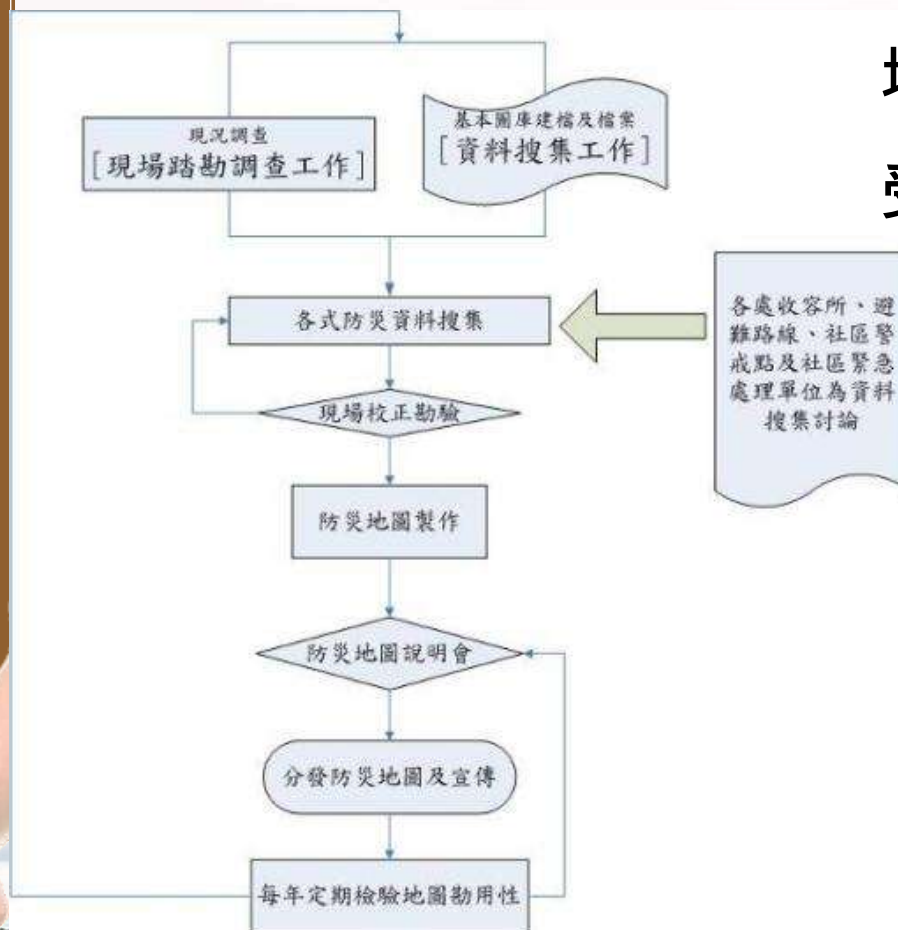 現況調查
[現場踏勘調查工作]
基本圖庫建檔及檔案
[資料搜集工作]
各式防災資料搜集
各處收容所、避
難路線、社區警
戒點及社區緊急
處理單位為資料
搜集討論
現場校正勘驗
防災地圖製作
防災地圖說明會
分發防災地圖及宣傳
每年定期檢驗地圖勘用性